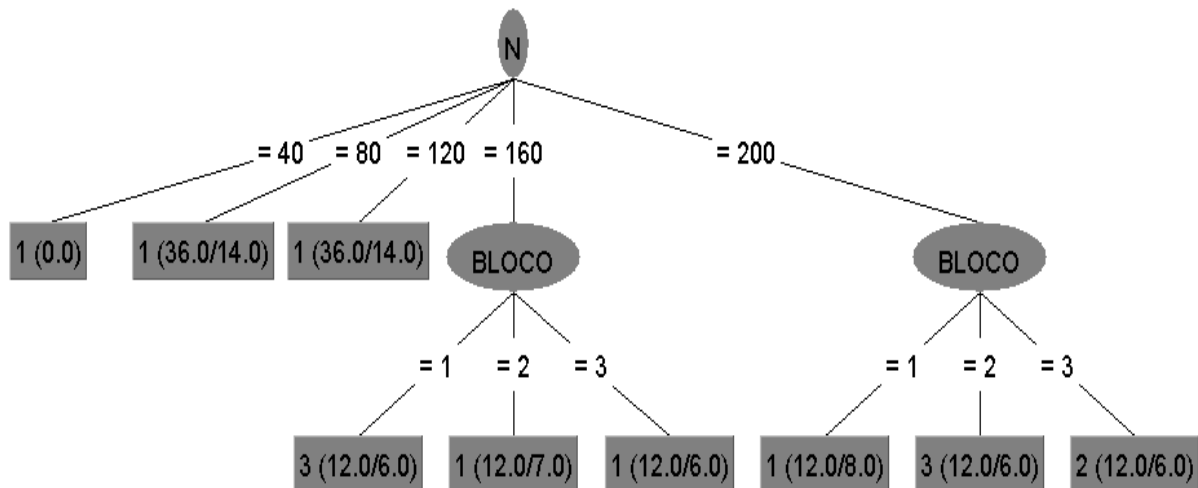 N
= 40 = 80 = 120 = 160 = 200
1 (0.0) 1 (36.0/14.0) 1 (36.0/14.0) BLOCO BLOCO
= 1 = 2 = 3 = 1 = 2 = 3
3 (12.0/6.0) 1 (12.0/7.0) 1 (12.0/6.0) 1 (12.0/8.0) 3 (12.0/6.0) 2 (12.0/6.0)